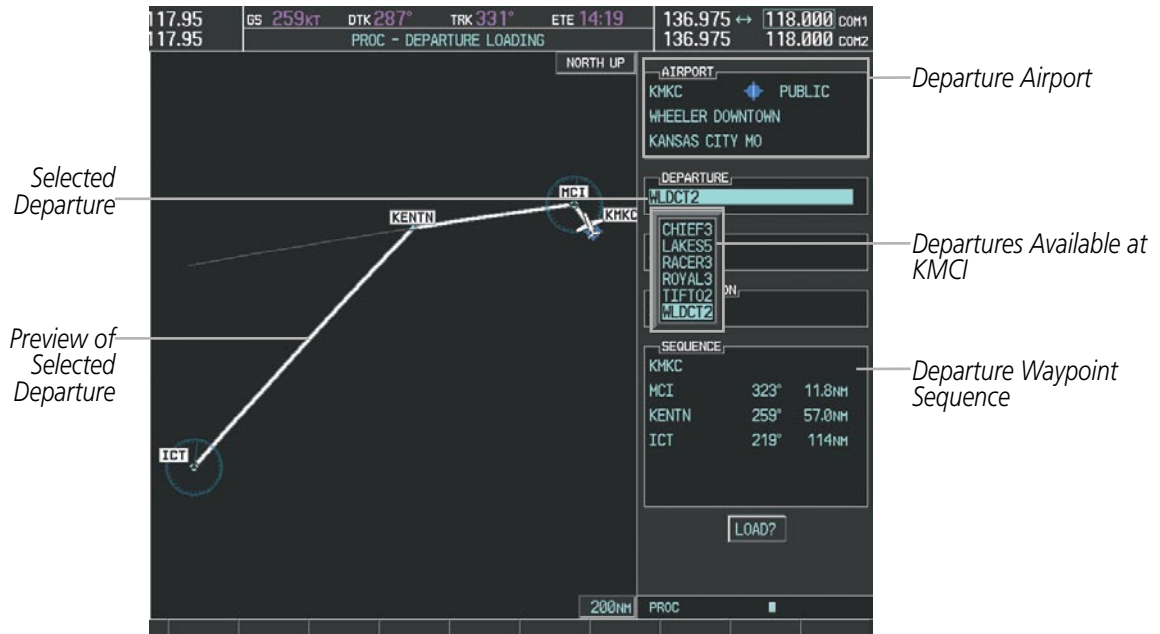 117.95 GS 259KT DTK 287° TRK 331° ETE 14:19 136.975 ↔ 118.000 COM1
117.95 PROC - DEPARTURE LOADING 136.975 118.000 COM2
NORTH UP
AIRPORT
KMKC PUBLIC
WHEELER DOWNTOWN
KANSAS CITY MO
Departure Airport
Selected
Departure
DEPARTURE
WLDCT2
MCI
KMKC
KENTN
CHIEF3
LAKES5
RACER3
ROYAL3
TIFTO2
WLDCT2
ON
Departures Available at
KMCI
Preview of
Selected
Departure
ICT
SEQUENCE
KMKC
MCI 323° 11.8NM
KENTN 259° 57.0NM
ICT 219° 114NM
Departure Waypoint
Sequence
LOAD?
200NM
PROC